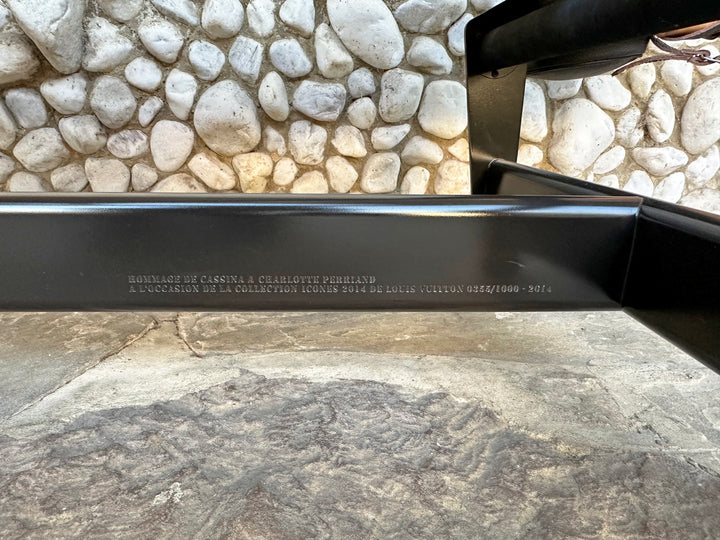 HOMMAGE DE CASSINA A CHARLOTTE PERRIAND
A L'OCCASION DE LA COLLECTION ICONES 2014 DE LOUIS VUITTON 0355/1000 - 2014